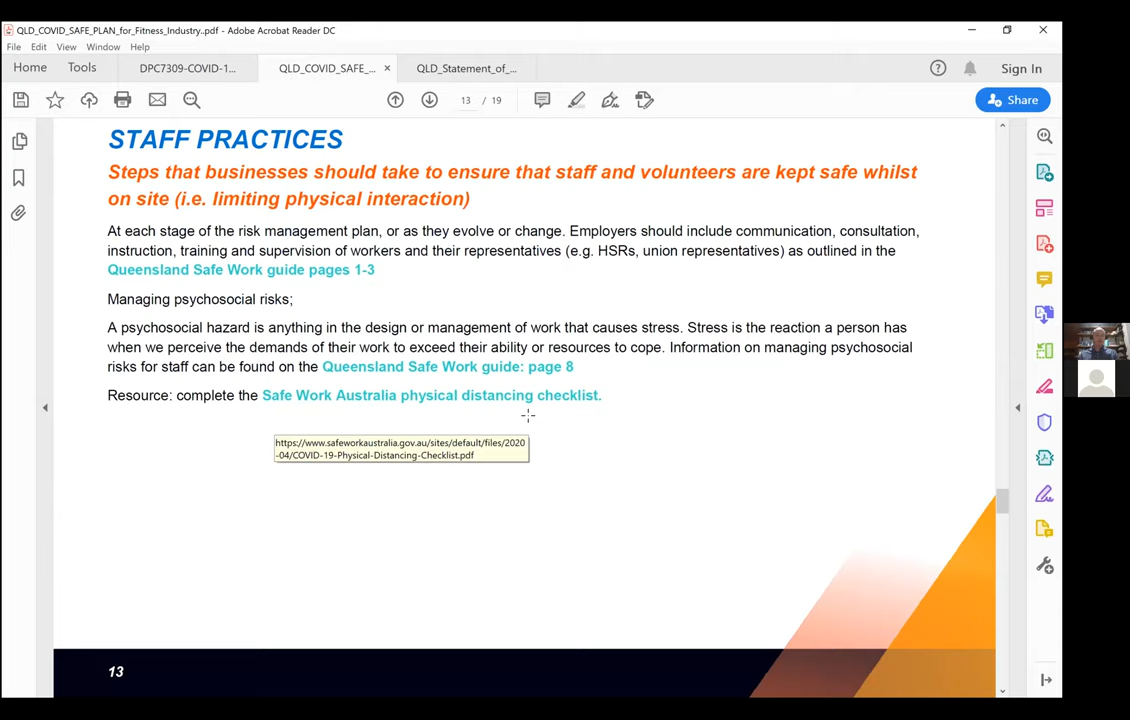 QLD_COVID_SAFE_PLAN_for_Fitness_Industry..pdf - Adobe Acrobat Reader DC
File Edit View Window Help
Home Tools DPC7309-COVID-1... QLD_COVID_SAFE_... × QLD_Statement_of_... Sign In
13 / 19 Share
STAFF PRACTICES
Steps that businesses should take to ensure that staff and volunteers are kept safe whilst
on site (i.e. limiting physical interaction)
At each stage of the risk management plan, or as they evolve or change. Employers should include communication, consultation,
instruction, training and supervision of workers and their representatives (e.g. HSRs, union representatives) as outlined in the
Queensland Safe Work guide pages 1-3
Managing psychosocial risks;
A psychosocial hazard is anything in the design or management of work that causes stress. Stress is the reaction a person has
when we perceive the demands of their work to exceed their ability or resources to cope. Information on managing psychosocial
risks for staff can be found on the Queensland Safe Work guide: page 8
Resource: complete the Safe Work Australia physical distancing checklist.
https://www.safeworkaustralia.gov.au/sites/default/files/2020
-04/COVID-19-Physical-Distancing-Checklist.pdf
13